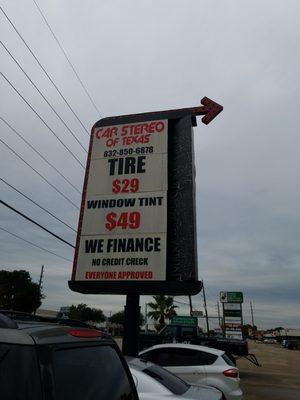 CAR STEREO
OF TEXAS
832-850-6878
TIRE
$29
WINDOW TINT
$49
WE FINANCE
NO CREDIT CHECK
EVERYONE APPROVED